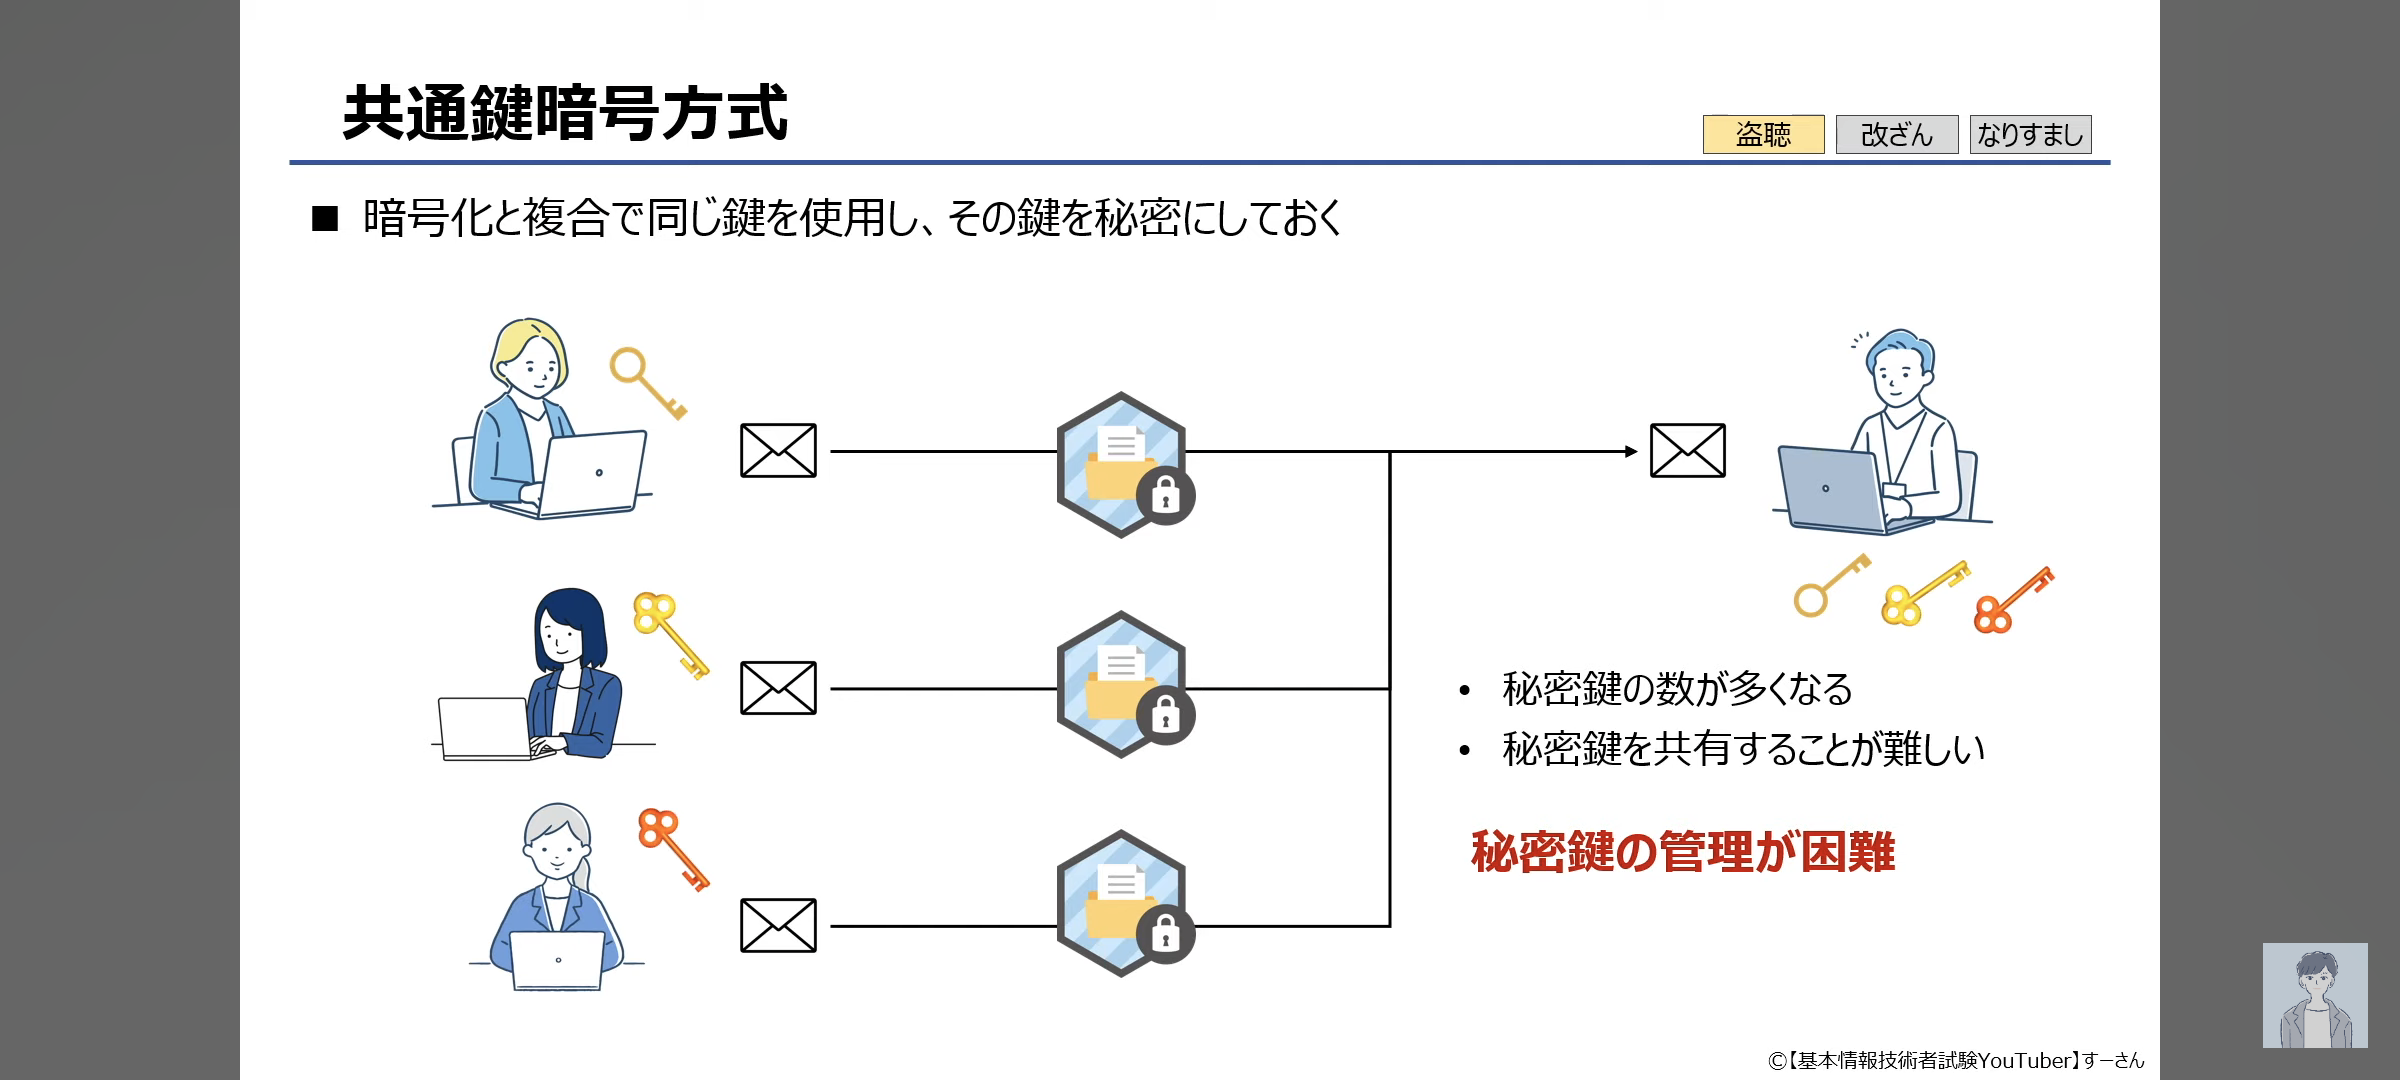 共通鍵暗号方式
盗聴 改ざん なりすまし
■ 暗号化と複合で同じ鍵を使用し、その鍵を秘密にしておく
• 秘密鍵の数が多くなる
• 秘密鍵を共有することが難しい
秘密鍵の管理が困難
©【基本情報技術者試験YouTuber】すーさん